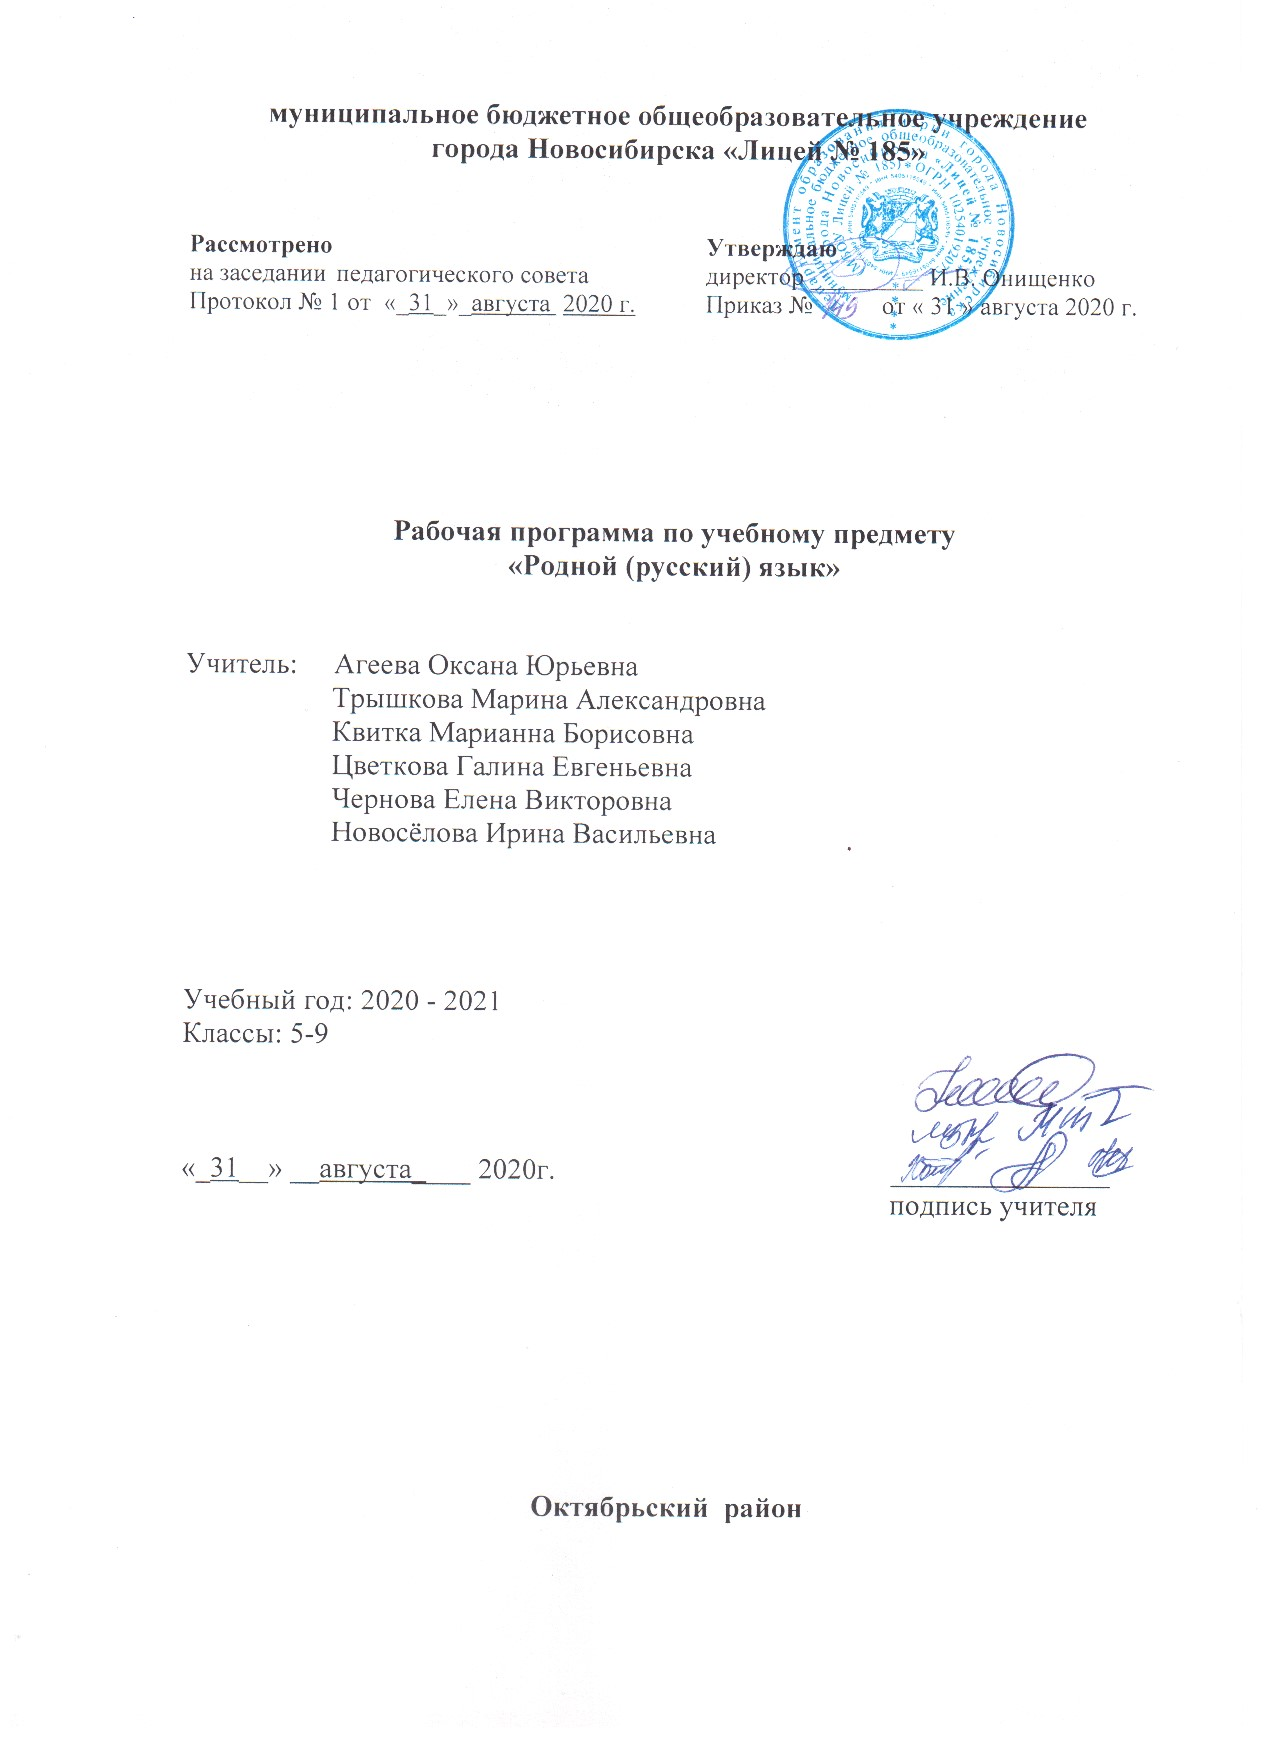 муниципальное бюджетное общеобразовательное учреждение
города Новосибирска «Лицей № 185»
Рассмотрено
на заседании педагогического совета
Протокол № 1 от «_31_»_августа_ 2020 г.
Утверждаю
директор_________ И.В. Онищенко
Приказ № от « 31 » августа 2020 г.
Рабочая программа по учебному предмету
«Родной (русский) язык»
Учитель: Агеева Оксана Юрьевна
Трышкова Марина Александровна
Квитка Марианна Борисовна
Цветкова Галина Евгеньевна
Чернова Елена Викторовна
Новосёлова Ирина Васильевна
Учебный год: 2020 - 2021
Классы: 5-9
«_31__» __августа____ 2020г.
подпись учителя
Октябрьский район